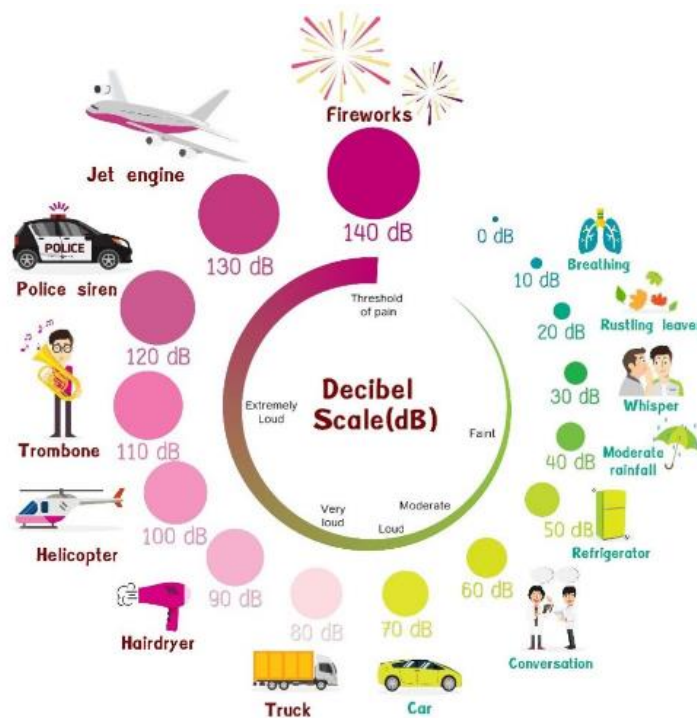 Fireworks
140 dB
Jet engine
130 dB
POLICE
Police siren
120 dB
Trombone
110 dB
Helicopter
100 dB
Hairdryer
90 dB
Truck
80 dB
Car
70 dB
Conversation
60 dB
Refrigerator
50 dB
Moderate
rainfall
40 dB
Whisper
30 dB
Rustling leaves
20 dB
Breathing
10 dB
0 dB
Threshold
of pain
Extremely
Loud
Very
loud
Loud
Moderate
Faint
Decibel
Scale(dB)